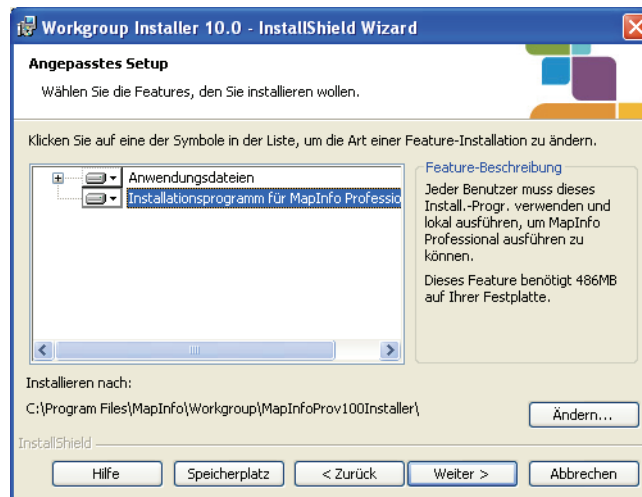 Workgroup Installer 10.0 - InstallShield Wizard
Angepasstes Setup
Wählen Sie die Features, den Sie installieren wollen.
Klicken Sie auf eine der Symbole in der Liste, um die Art einer Feature-Installation zu ändern.
Anwendungsdateien
Installationsprogramm für MapInfo Professio
Feature-Beschreibung
Jeder Benutzer muss dieses
Install.-Progr. verwenden und
lokal ausführen, um MapInfo
Professional ausführen zu
können.
Dieses Feature benötigt 486MB
auf Ihrer Festplatte.
Installieren nach:
C:\Program Files\MapInfo\Workgroup\MapInfoProv100Installer\
Ändern...
InstallShield
Hilfe
Speicherplatz
< Zurück
Weiter >
Abbrechen